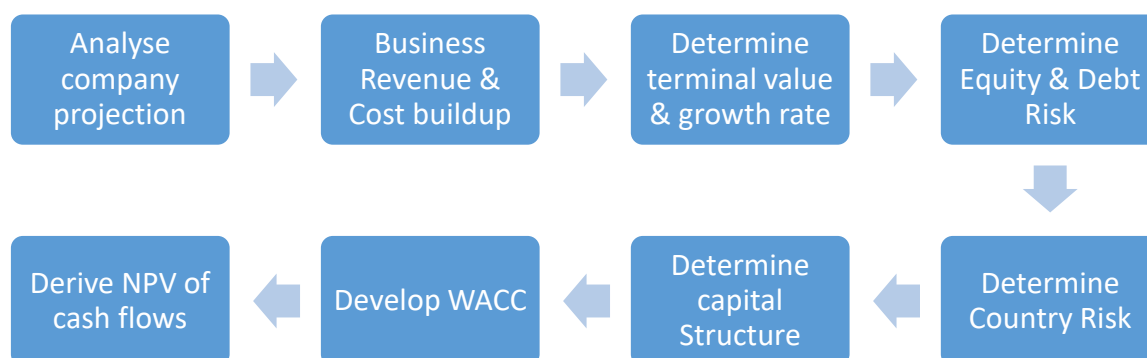 Analyse
company
projection
Business
Revenue &
Cost buildup
Determine
terminal value
& growth rate
Determine
Equity & Debt
Risk
Determine
Country Risk
Determine
capital
Structure
Develop WACC
Derive NPV of
cash flows